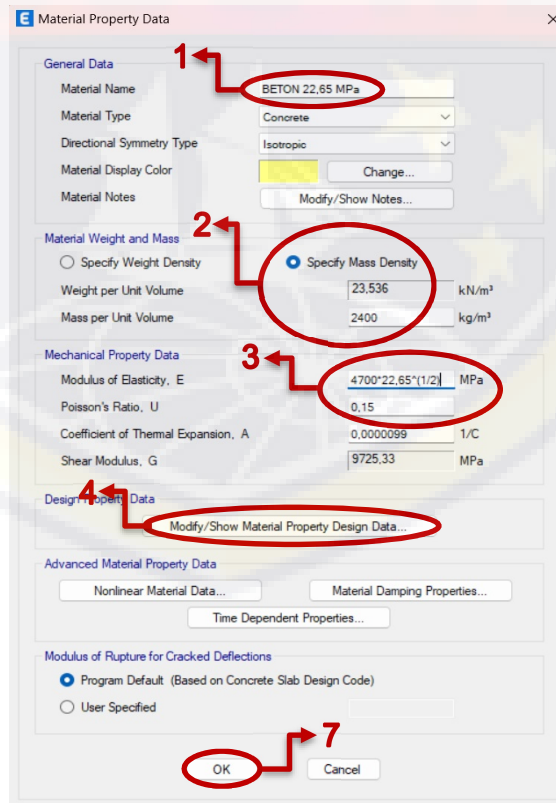 E Material Property Data ×
General Data
1
Material Name BETON 22,65 MPa
Material Type Concrete
Directional Symmetry Type Isotropic
Material Display Color Change...
Material Notes Modify/Show Notes...
2
Material Weight and Mass
Specify Weight Density Specify Mass Density
Weight per Unit Volume 23,536 kN/m³
Mass per Unit Volume 2400 kg/m³
Mechanical Property Data
3
Modulus of Elasticity, E 4700*22,65^(1/2) MPa
Poisson's Ratio, U 0,15
Coefficient of Thermal Expansion, A 0,0000099 1/C
Shear Modulus, G 9725,33 MPa
4
Design Property Data
Modify/Show Material Property Design Data...
Advanced Material Property Data
Nonlinear Material Data... Material Damping Properties...
Time Dependent Properties...
Modulus of Rupture for Cracked Deflections
Program Default (Based on Concrete Slab Design Code)
User Specified
7
OK Cancel